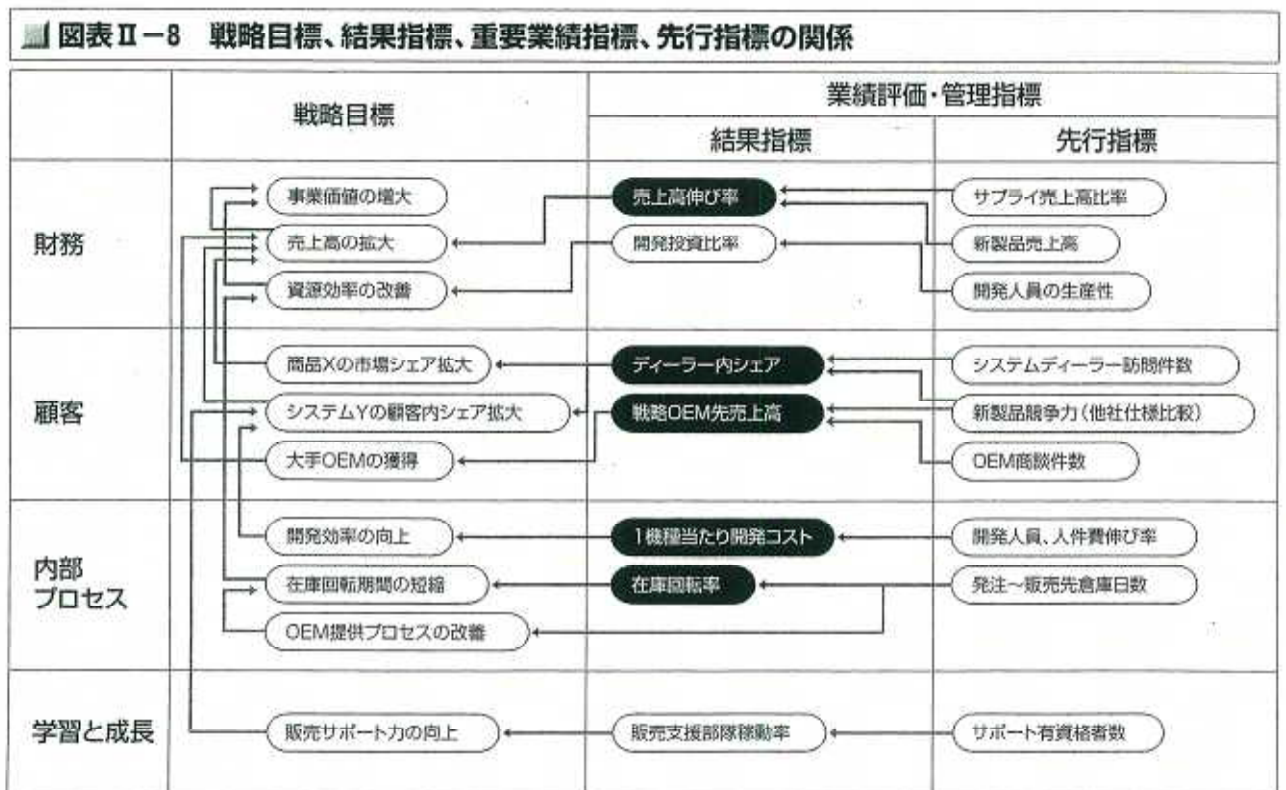 図表Ⅱ－8　戦略目標、結果指標、重要業績指標、先行指標の関係
戦略目標
業績評価・管理指標
結果指標
先行指標
財務
事業価値の増大
売上高伸び率
サプライ売上高比率
売上高の拡大
開発投資比率
新製品売上高
資源効率の改善
開発人員の生産性
顧客
商品Xの市場シェア拡大
ディーラー内シェア
システムディーラー訪問件数
システムYの顧客内シェア拡大
戦略OEM先売上高
新製品競争力（他社仕様比較）
大手OEMの獲得
OEM商談件数
内部
プロセス
開発効率の向上
1機種当たり開発コスト
開発人員、人件費伸び率
在庫回転期間の短縮
在庫回転率
発注～販売先倉庫日数
OEM提供プロセスの改善
学習と成長
販売サポート力の向上
販売支援部隊稼動率
サポート有資格者数